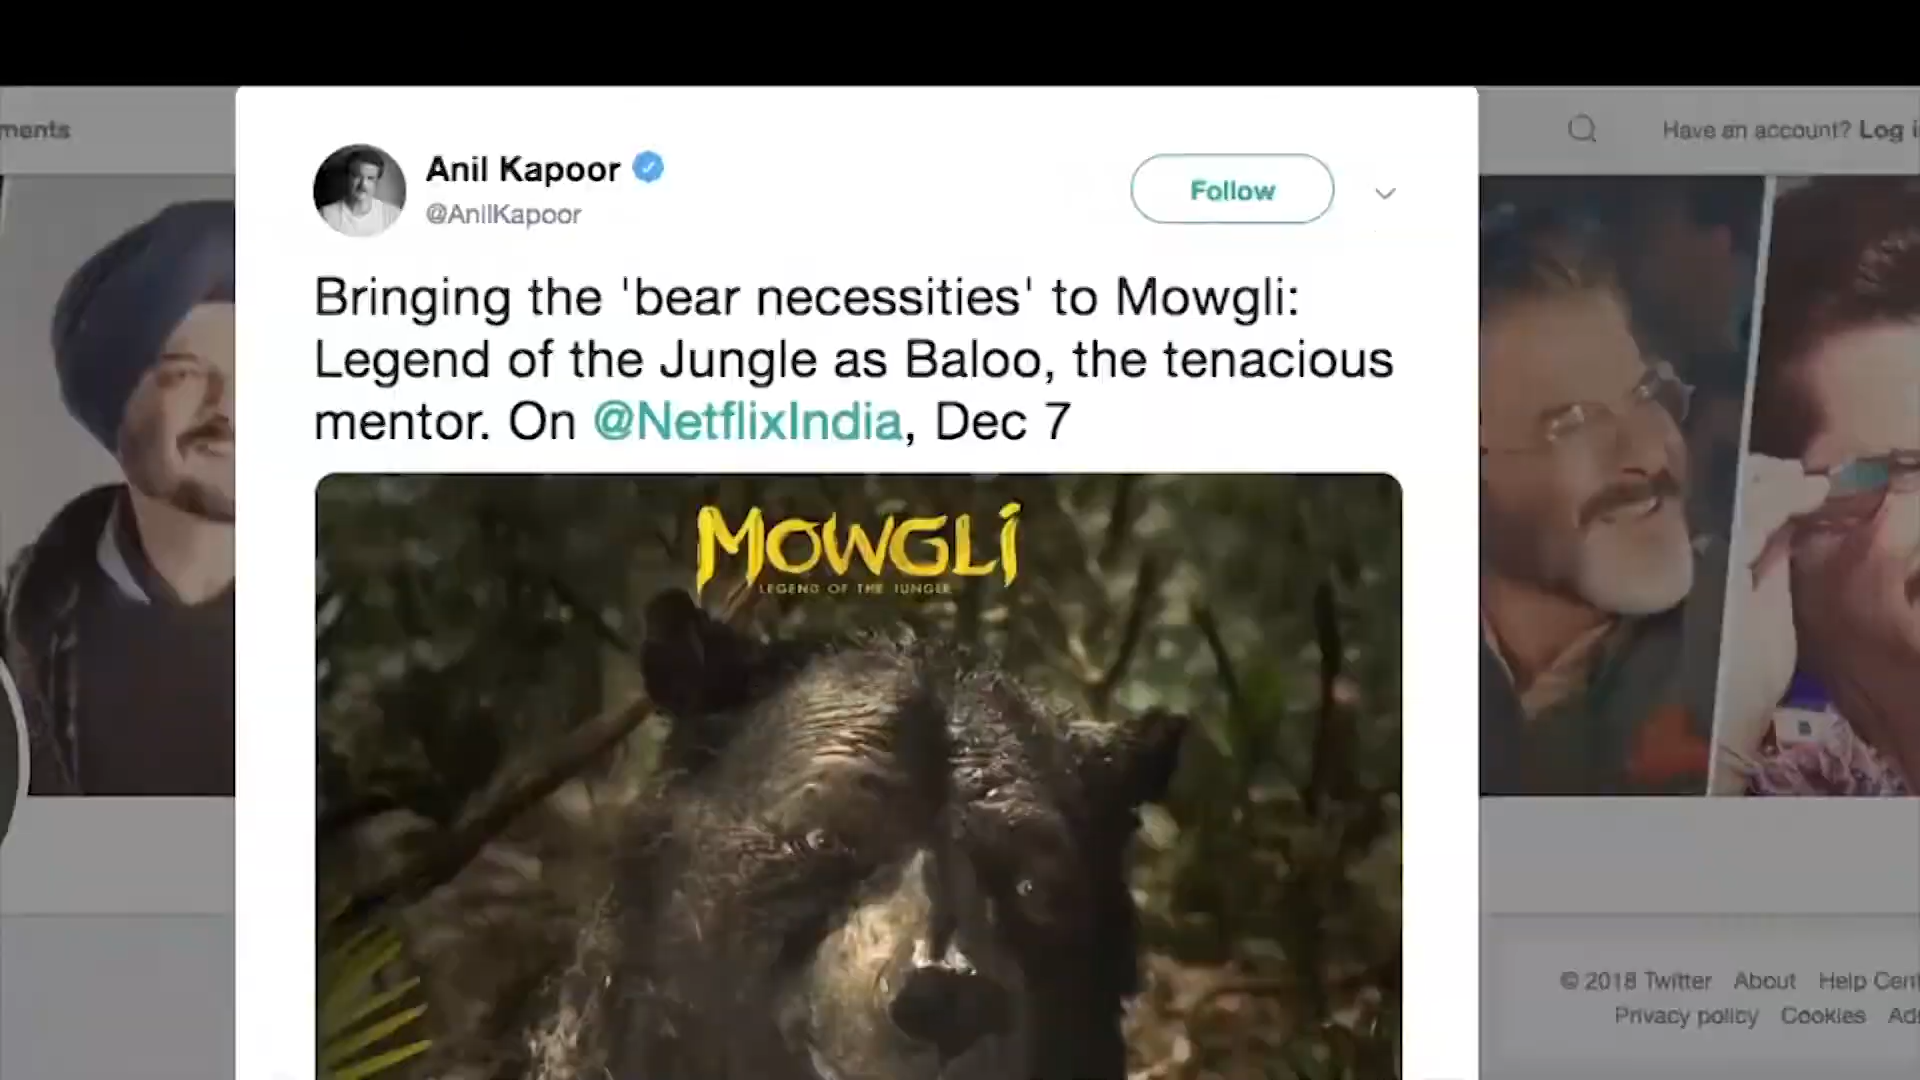 ments
Have an account? Log i
Anil Kapoor
@AnilKapoor
Follow
Bringing the 'bear necessities' to Mowgli:
Legend of the Jungle as Baloo, the tenacious
mentor. On @NetflixIndia, Dec 7
MOWGLI
LEGEND OF THE JUNGLE
© 2018 Twitter About Help Cent
Privacy policy Cookies Ad